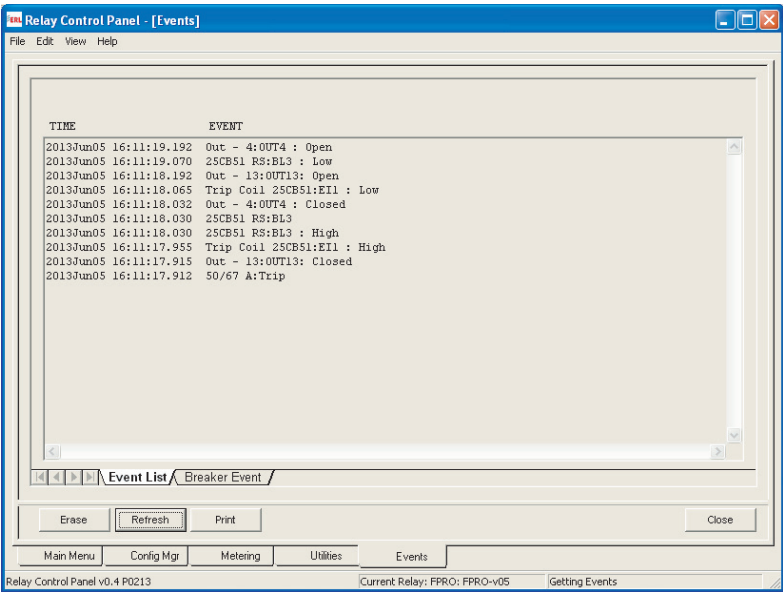 ERL Relay Control Panel - [Events]
File Edit View Help
TIME EVENT
2013Jun05 16:11:19.192 Out - 4:OUT4 : Open
2013Jun05 16:11:19.070 25CB51 RS:BL3 : Low
2013Jun05 16:11:18.192 Out - 13:OUT13: Open
2013Jun05 16:11:18.065 Trip Coil 25CB51:EI1 : Low
2013Jun05 16:11:18.032 Out - 4:OUT4 : Closed
2013Jun05 16:11:18.030 25CB51 RS:BL3
2013Jun05 16:11:18.030 25CB51 RS:BL3 : High
2013Jun05 16:11:17.955 Trip Coil 25CB51:EI1 : High
2013Jun05 16:11:17.915 Out - 13:OUT13: Closed
2013Jun05 16:11:17.912 50/67 A:Trip
Event List Breaker Event
Erase Refresh Print Close
Main Menu Config Mgr Metering Utilities Events
Relay Control Panel v0.4 P0213 Current Relay: FPRO: FPRO-v05 Getting Events